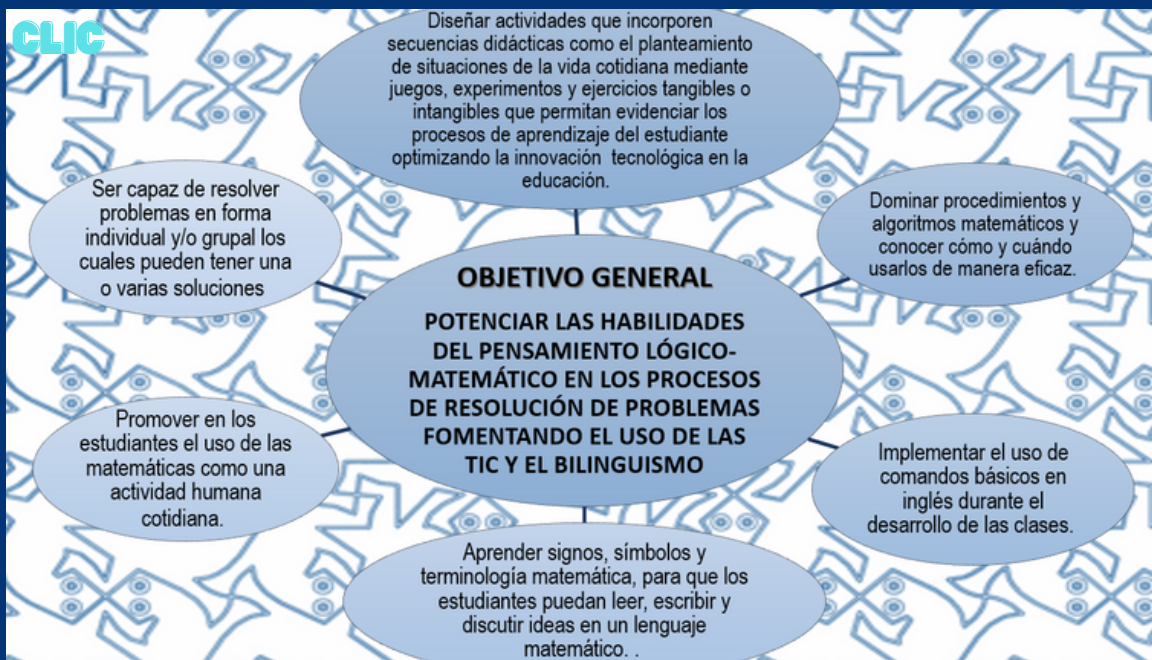 CLIC
Diseñar actividades que incorporen
secuencias didácticas como el planteamiento
de situaciones de la vida cotidiana mediante
juegos, experimentos y ejercicios tangibles o
intangibles que permitan evidenciar los
procesos de aprendizaje del estudiante
optimizando la innovación tecnológica en la
educación.
Ser capaz de resolver
problemas en forma
individual y/o grupal los
cuales pueden tener una
o varias soluciones
Dominar procedimientos y
algoritmos matemáticos y
conocer cómo y cuándo
usarlos de manera eficaz.
OBJETIVO GENERAL
POTENCIAR LAS HABILIDADES
DEL PENSAMIENTO LÓGICO-
MATEMÁTICO EN LOS PROCESOS
DE RESOLUCIÓN DE PROBLEMAS
FOMENTANDO EL USO DE LAS
TIC Y EL BILINGUISMO
Promover en los
estudiantes el uso de las
matemáticas como una
actividad humana
cotidiana.
Implementar el uso de
comandos básicos en
inglés durante el
desarrollo de las clases.
Aprender signos, símbolos y
terminología matemática, para que los
estudiantes puedan leer, escribir y
discutir ideas en un lenguaje
matemático. .